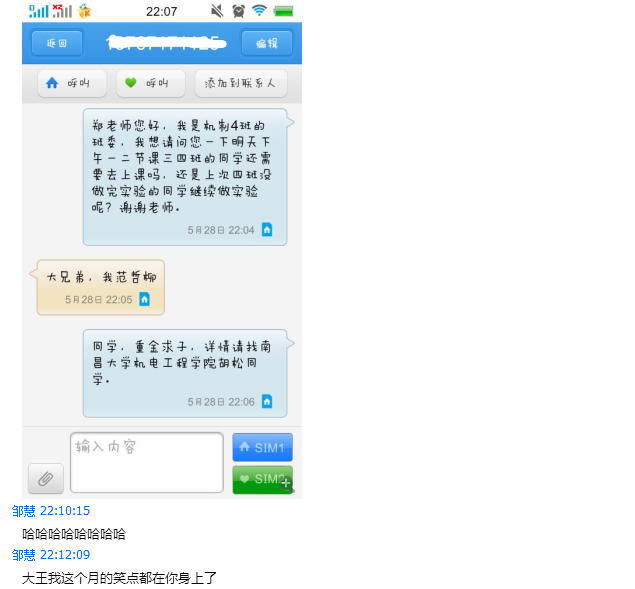 22:07
返回
编辑
呼叫
呼叫
添加到联系人
郑老师您好，我是机制4班的
班委，我想请问您一下明天下
午一二节课三四班的同学还需
要去上课吗，还是上次四班没
做完实验的同学继续做实验
呢？谢谢老师。
5月28日 22:04
大兄弟，我范哲柳
5月28日 22:05
同学，重金求子，详情请找南
昌大学机电工程学院胡松同
学。
5月28日 22:06
输入内容
SIM1
SIM2
邹慧 22:10:15
哈哈哈哈哈哈哈哈
邹慧 22:12:09
大王我这个月的笑点都在你身上了